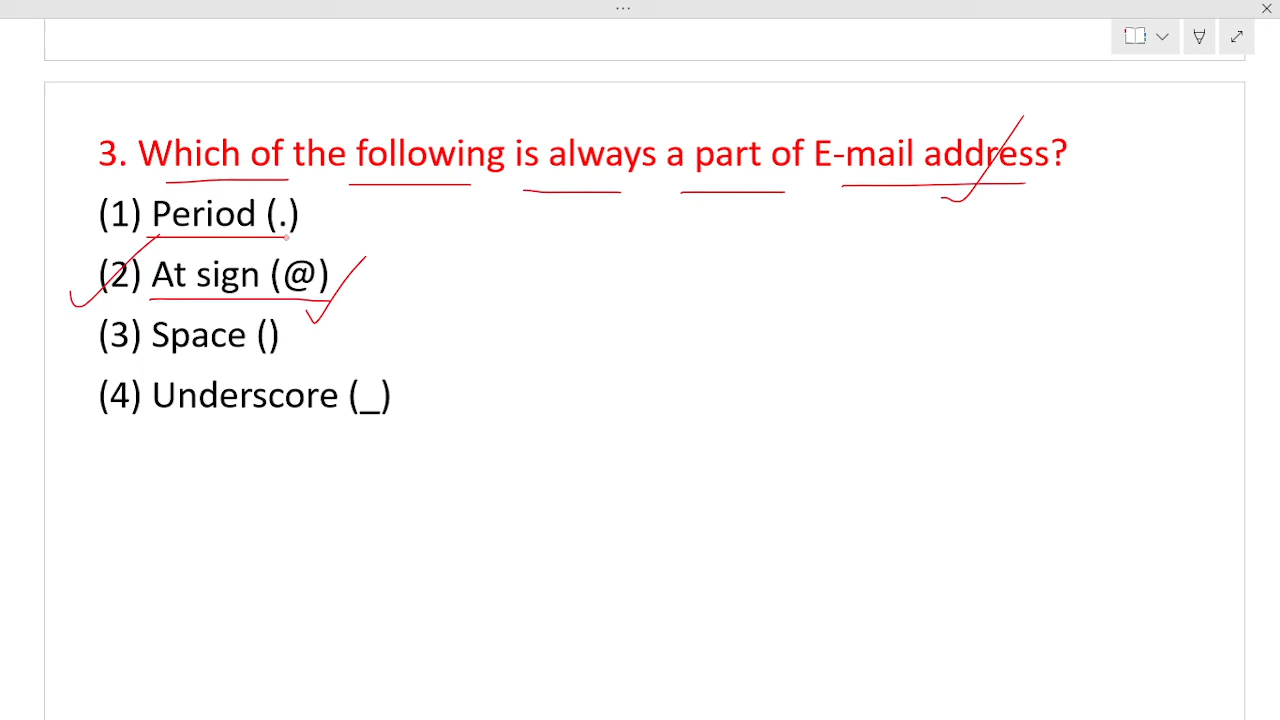 3. Which of the following is always a part of E-mail address?
(1) Period (.)
(2) At sign (@)
(3) Space ()
(4) Underscore (_)